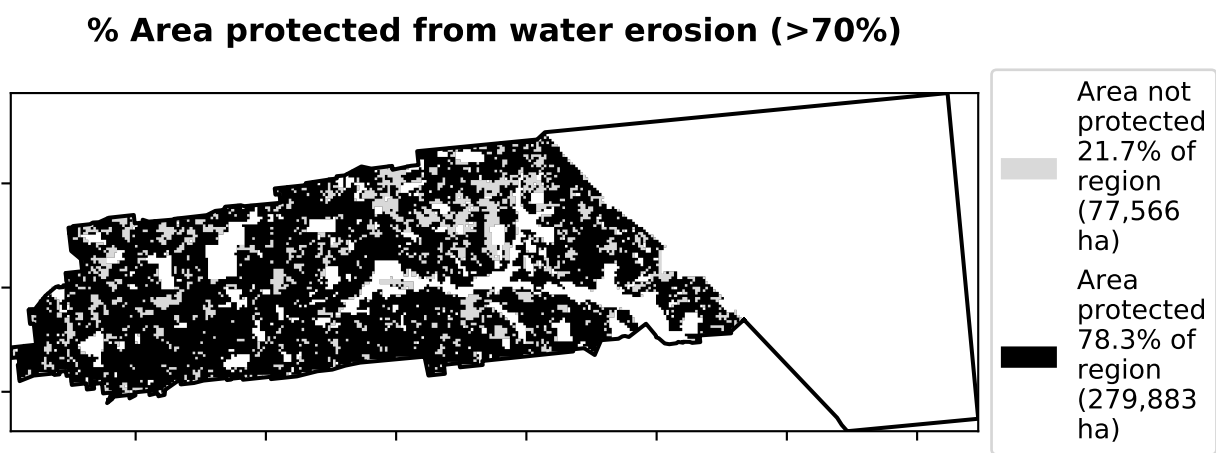 % Area protected from water erosion (>70%)
Area not
protected
21.7% of
region
(77,566
ha)
Area
protected
78.3% of
region
(279,883
ha)